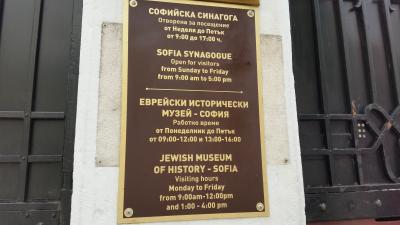 СОФИЙСКА СИНАГОГА
Отворена за посещение
от Неделя до Петък
от 9:00 до 17:00 ч.
SOFIA SYNAGOGUE
Open for visitors
from Sunday to Friday
from 9:00 am to 5:00 pm
ЕВРЕЙСКИ ИСТОРИЧЕСКИ
МУЗЕЙ - СОФИЯ
Работно време
от Понеделник до Петък
от 09:00-12:00 и 13:00-16:00
JEWISH MUSEUM
OF HISTORY - SOFIA
Visiting hours
Monday to Friday
from 9:00am-12:00pm
and 1:00 - 4:00 pm